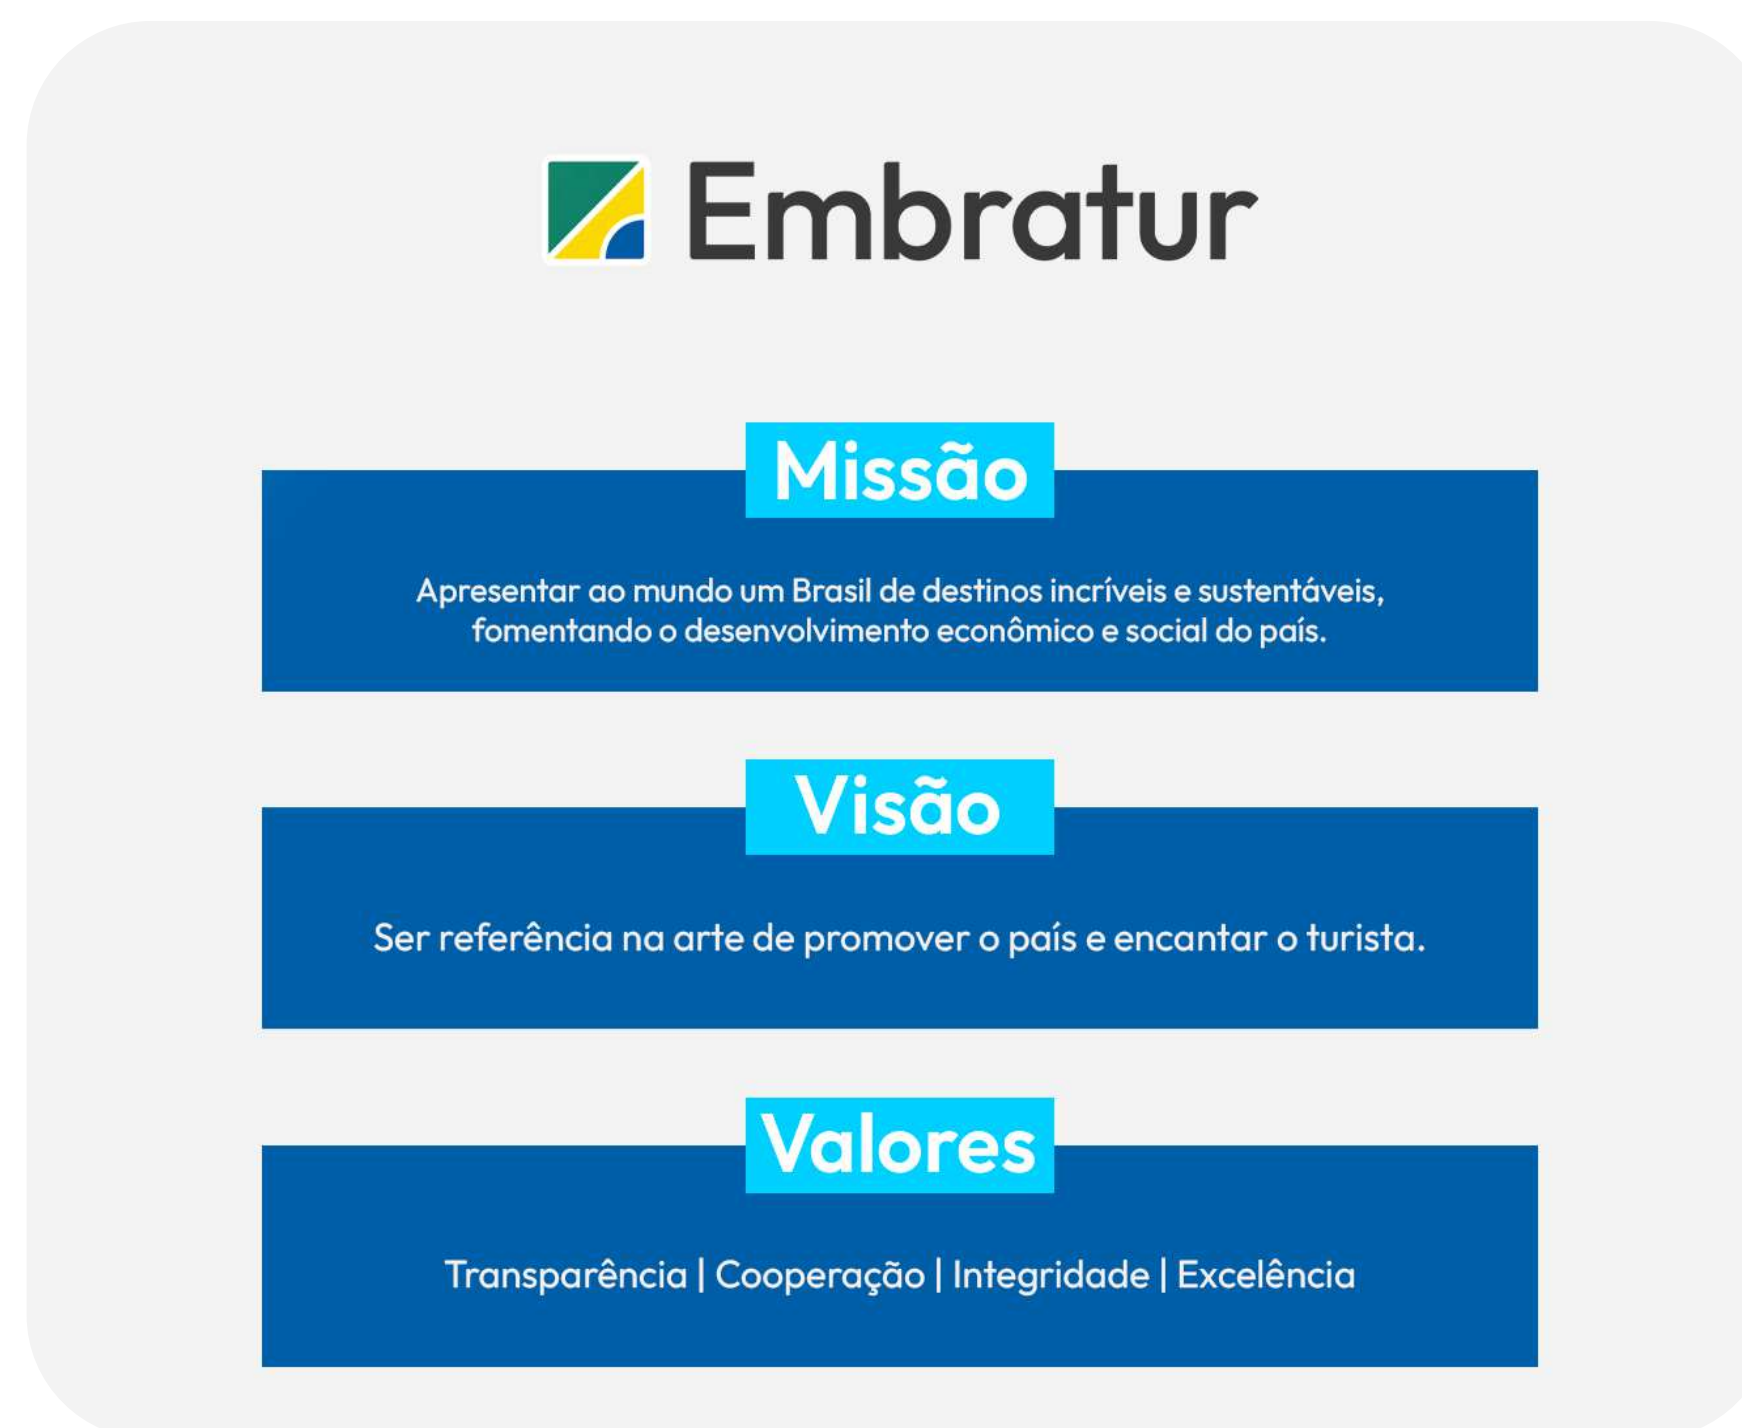 Embratur
Missão
Apresentar ao mundo um Brasil de destinos incríveis e sustentáveis,
fomentando o desenvolvimento econômico e social do país.
Visão
Ser referência na arte de promover o país e encantar o turista.
Valores
Transparência | Cooperação | Integridade | Excelência